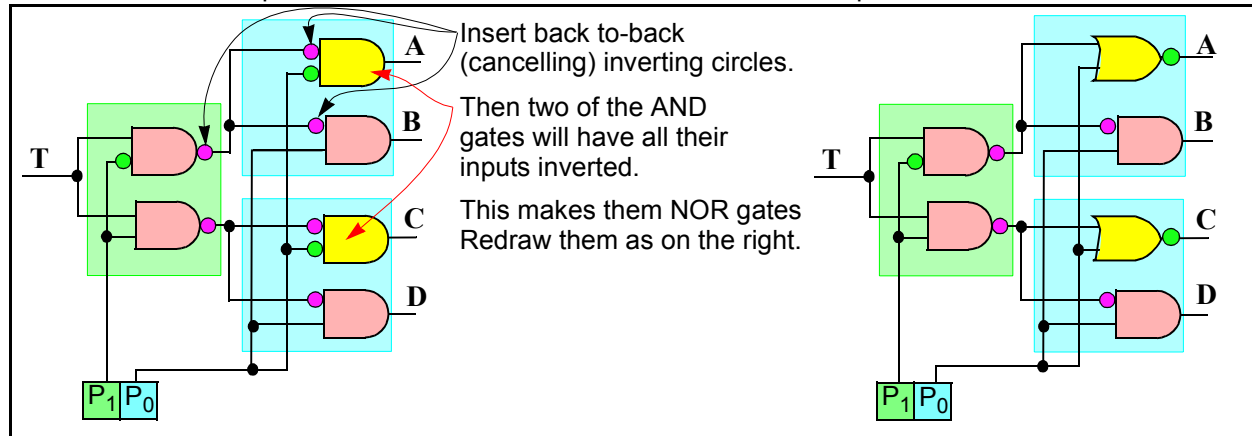 Insert back to-back
(cancelling) inverting circles.
Then two of the AND
gates will have all their
inputs inverted.
This makes them NOR gates
Redraw them as on the right.
T
A
B
C
D
P1 P0
T
A
B
C
D
P1 P0